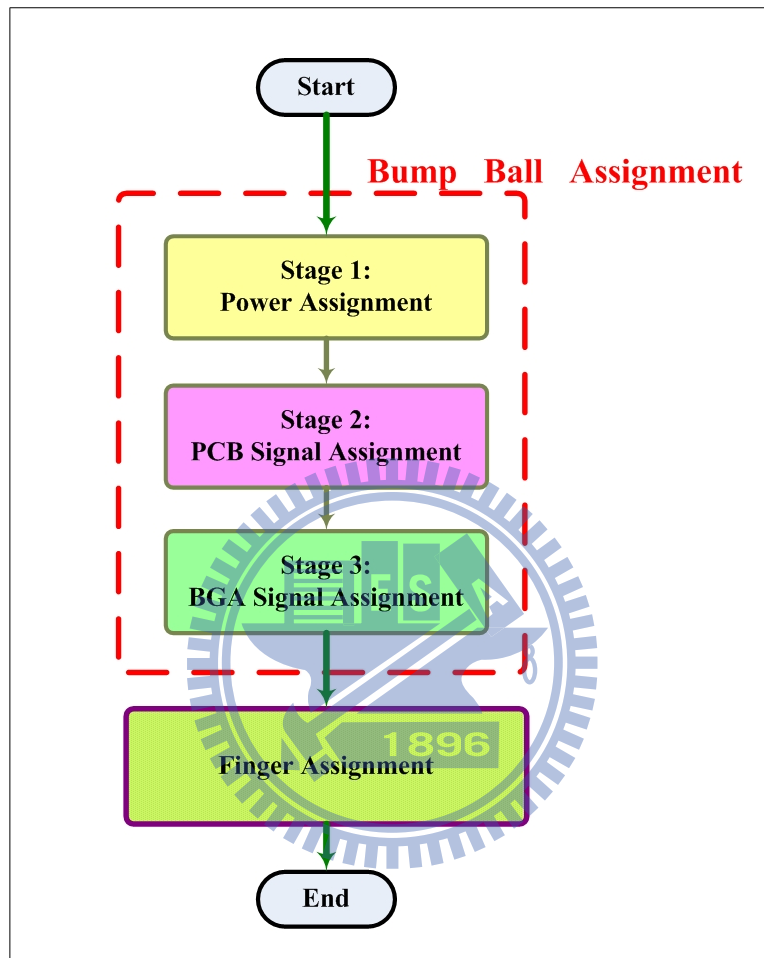 Start
Bump Ball Assignment
Stage 1:
Power Assignment
Stage 2:
PCB Signal Assignment
Stage 3:
BGA Signal Assignment
E S A
8
1896
Finger Assignment
End